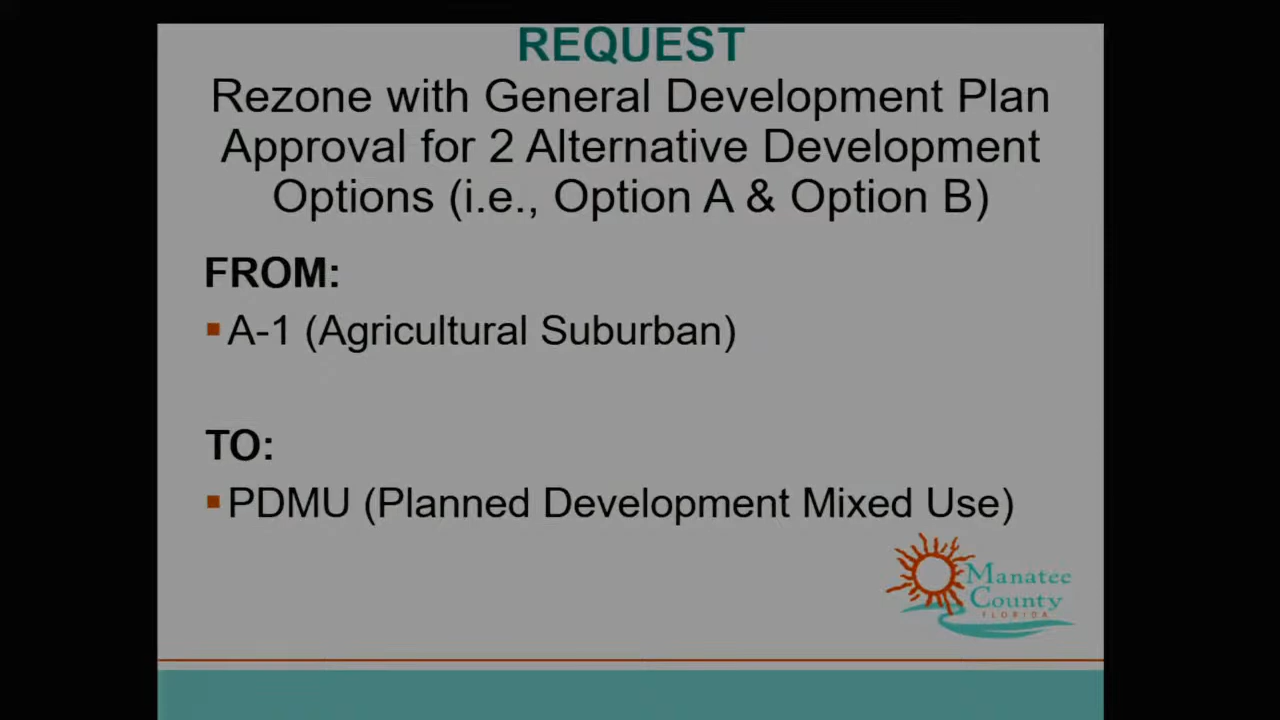 REQUEST
Rezone with General Development Plan
Approval for 2 Alternative Development
Options (i.e., Option A & Option B)
FROM:
▪ A-1 (Agricultural Suburban)
TO:
▪ PDMU (Planned Development Mixed Use)
Manatee
County
FLORIDA